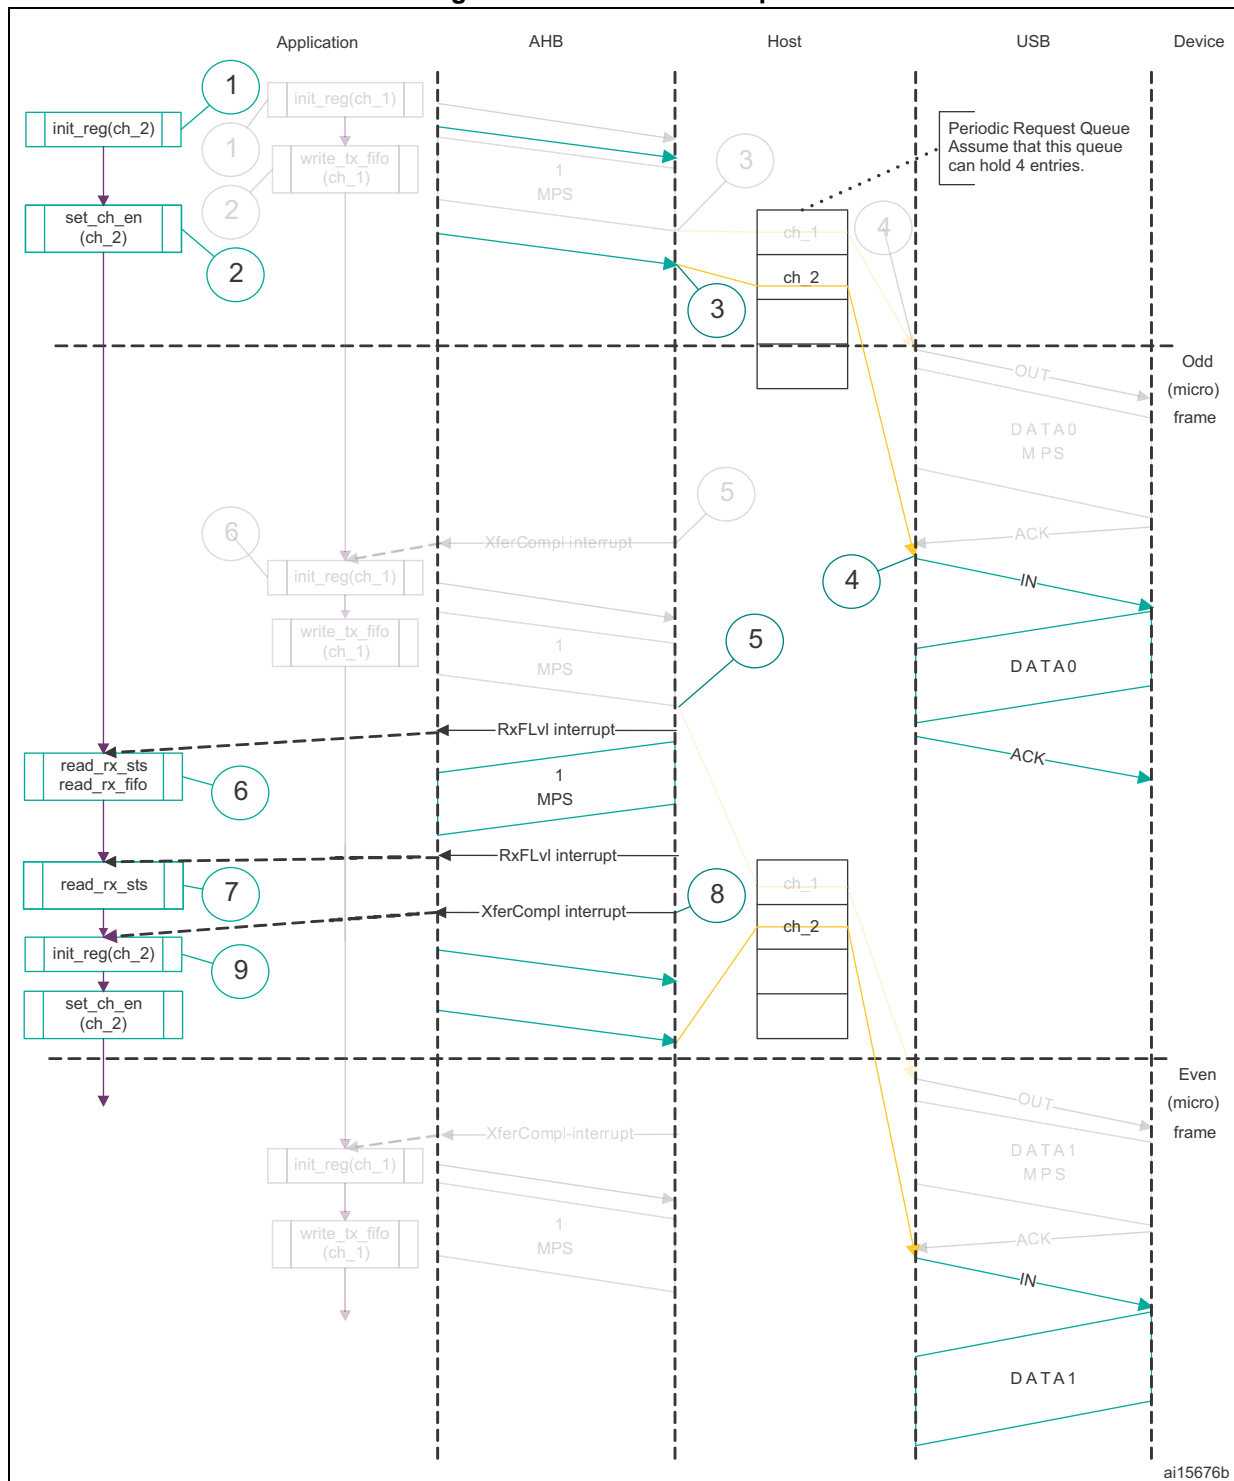 Application
AHB
Host
USB
Device
1
init_reg(ch_2)
init_reg(ch_1)
1
write_tx_fifo
(ch_1)
2
1
MPS
3
Periodic Request Queue
Assume that this queue
can hold 4 entries.
set_ch_en
(ch_2)
2
ch_1
4
ch_2
3
Odd
(micro)
frame
OUT
DATA0
MPS
5
6
XferCompl interrupt
ACK
init_reg(ch_1)
4
IN
write_tx_fifo
(ch_1)
1
MPS
5
DATA0
RxFLvl interrupt
ACK
read_rx_sts
read_rx_fifo
6
1
MPS
RxFLvl interrupt
read_rx_sts
7
XferCompl interrupt
8
ch_1
ch_2
init_reg(ch_2)
9
set_ch_en
(ch_2)
Even
(micro)
frame
OUT
XferCompl-interrupt
DATA1
MPS
init_reg(ch_1)
write_tx_fifo
(ch_1)
1
MPS
ACK
IN
DATA1
ai15676b